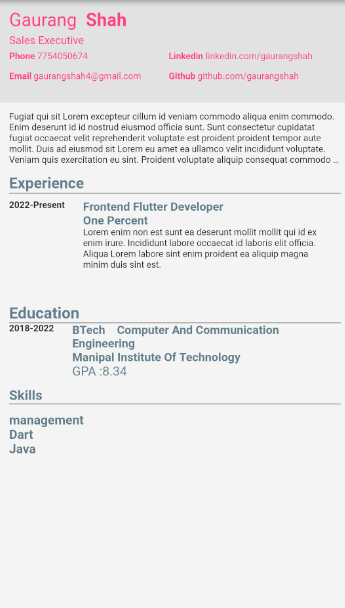 Gaurang Shah
Sales Executive
Phone 7754050674 Linkedin linkedin.com/gaurangshah
Email gaurangshah4@gmail.com Github github.com/gaurangshah
Fugiat qui sit Lorem excepteur cillum id veniam commodo aliqua enim commodo.
Enim deserunt id id nostrud eiusmod officia sunt. Sunt consectetur cupidatat
fugiat occaecat velit reprehenderit voluptate est proident proident tempor aute
mollit. Duis ad eiusmod sit Lorem eu amet ea ullamco velit incididunt voluptate.
Veniam quis exercitation eu sint. Proident voluptate aliquip consequat commodo ...
Experience
2022-Present Frontend Flutter Developer
One Percent
Lorem enim non est sunt ea deserunt mollit mollit qui id ex
enim irure. Incididunt labore occaecat id laboris elit officia.
Aliqua Lorem labore sint enim proident ea aliquip magna
minim duis sint est.
Education
2018-2022 BTech Computer And Communication
Engineering
Manipal Institute Of Technology
GPA :8.34
Skills
management
Dart
Java